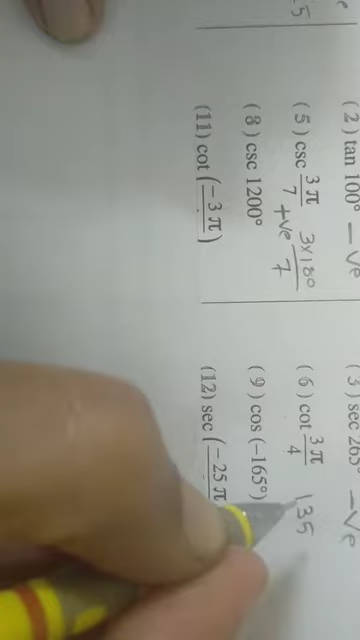 (2) tan 100° -ve
(3) sec 265° -ve
(5) csc 3π/7 3×180/7 +ve
(6) cot 3π/4 135
(8) csc 1200°
(9) cos (-165°)
(11) cot (-3π/
(12) sec (-25π